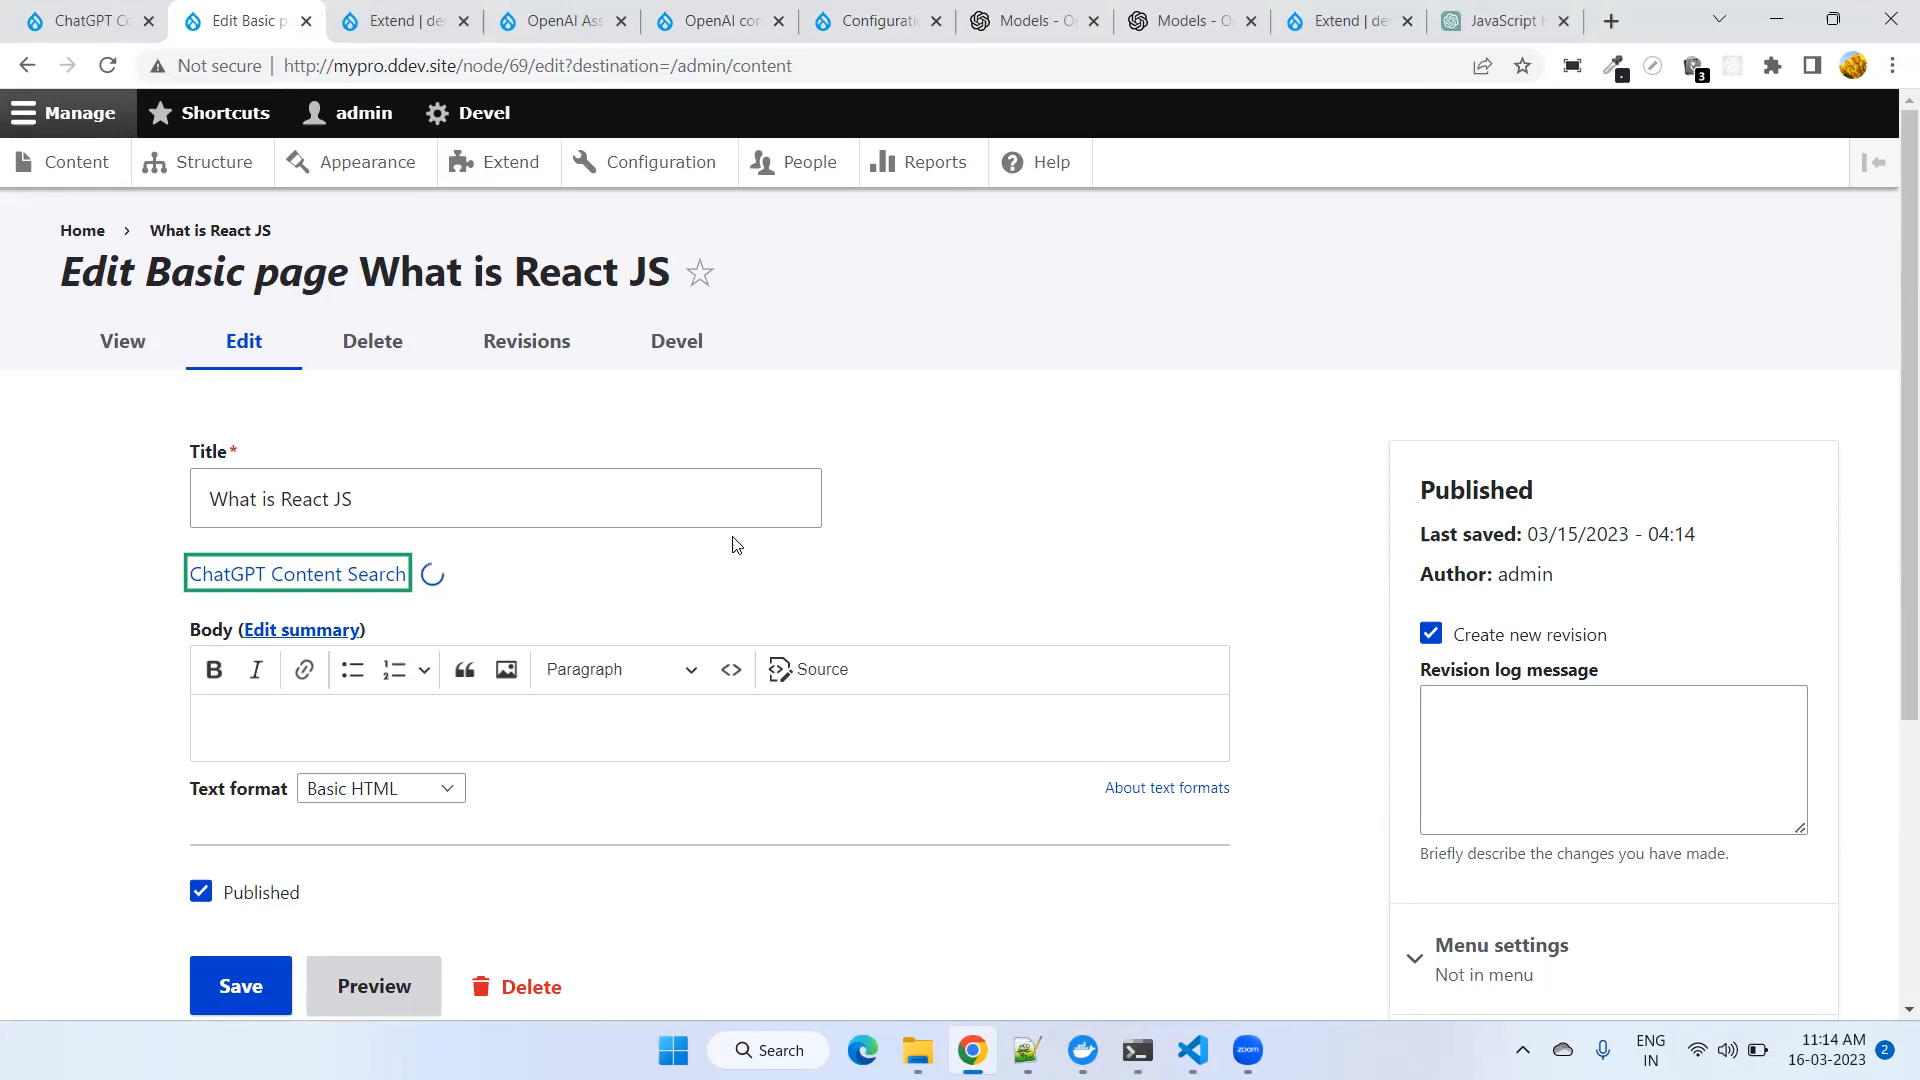 ChatGPT Co
Edit Basic p
Extend | de
OpenAI Ass
OpenAI con
Configurati
Models - O
Models - O
Extend | de
JavaScript H
Not secure
http://mypro.ddev.site/node/69/edit?destination=/admin/content
3
Manage
Shortcuts
admin
Devel
Content
Structure
Appearance
Extend
Configuration
People
Reports
Help
Home › What is React JS
Edit Basic page What is React JS
View
Edit
Delete
Revisions
Devel
Title*
What is React JS
ChatGPT Content Search
Body (Edit summary)
B I
Paragraph
Source
Text format
Basic HTML
About text formats
Published
Save
Preview
Delete
Published
Last saved: 03/15/2023 - 04:14
Author: admin
Create new revision
Revision log message
Briefly describe the changes you have made.
Menu settings
Not in menu
Search
zoom
ENG
IN
11:14 AM
16-03-2023
2